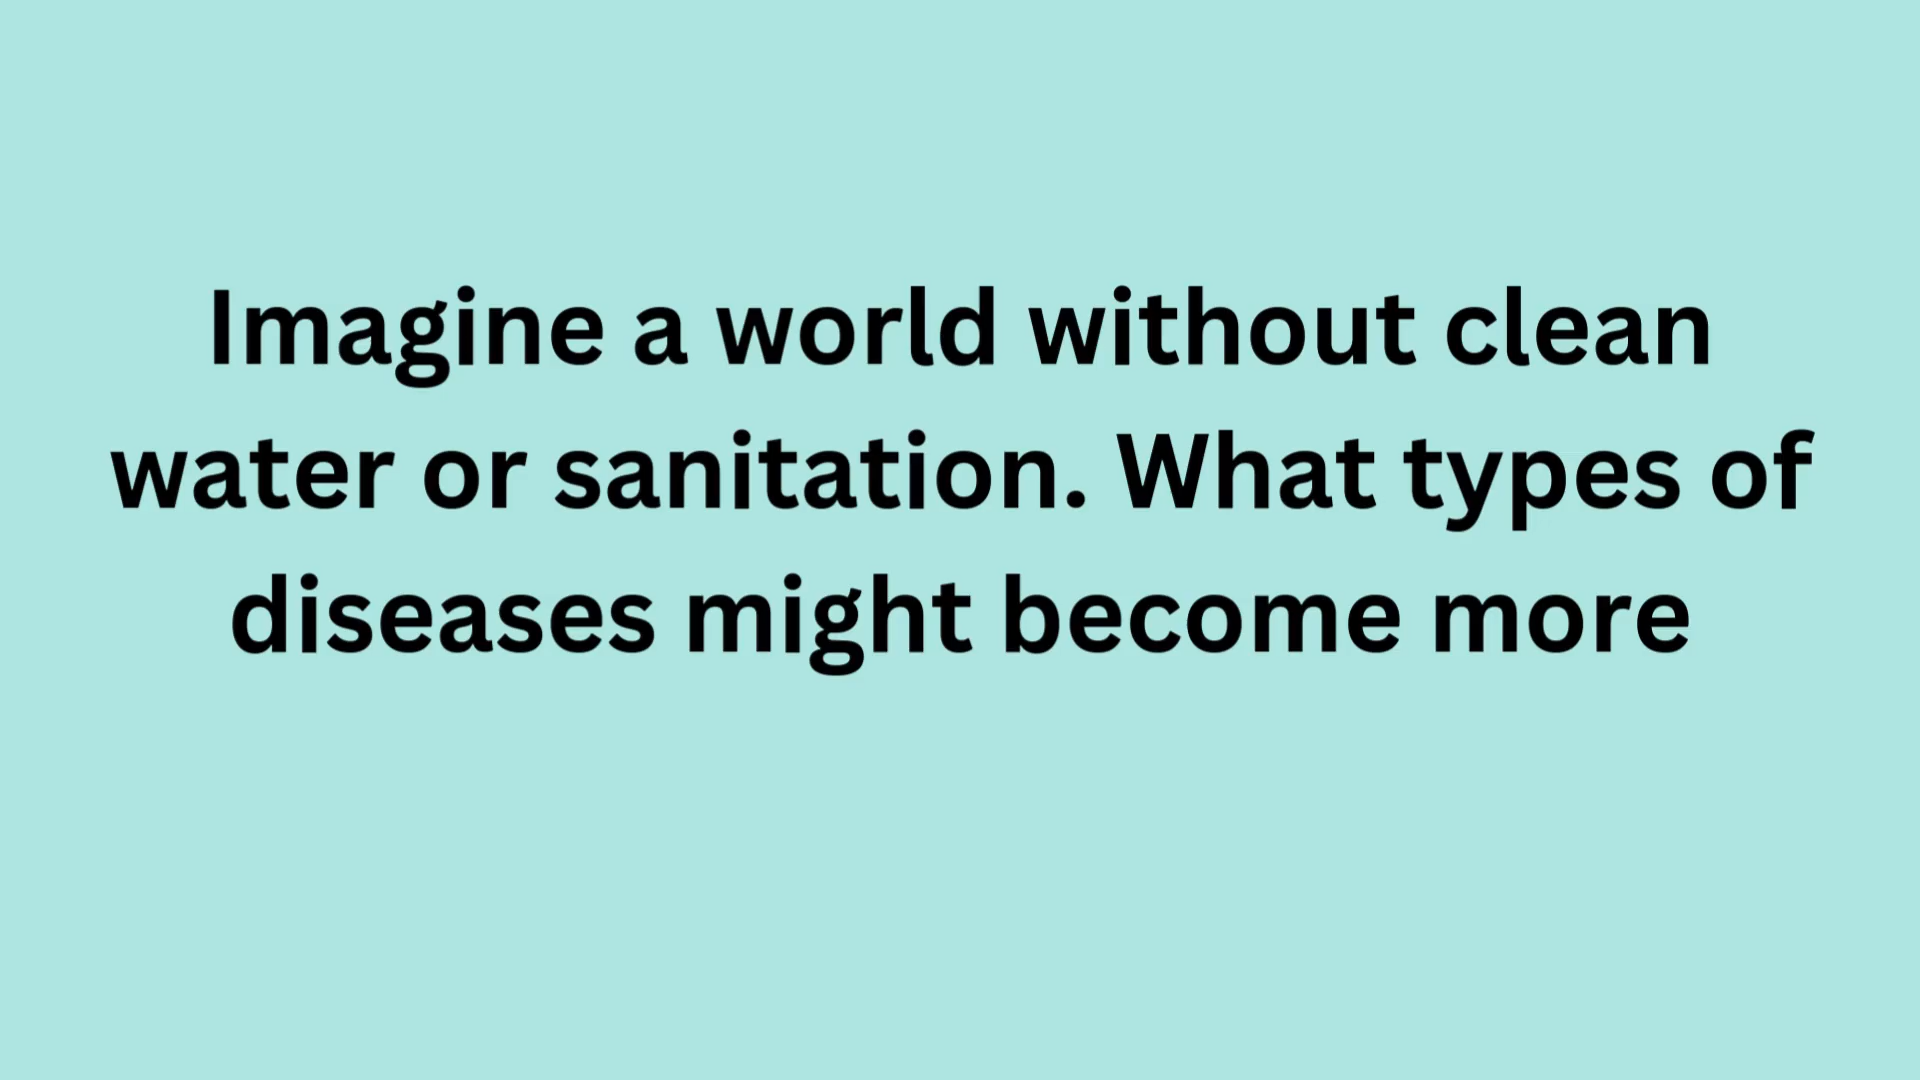 Imagine a world without clean
water or sanitation. What types of
diseases might become more